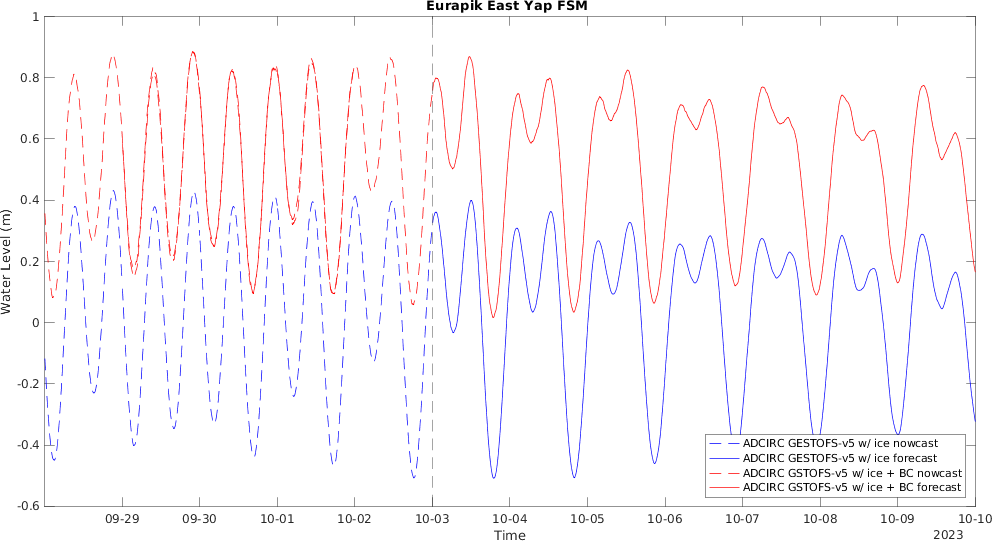 Eurapik East Yap FSM
1
0.8
0.6
0.4
0.2
0
-0.2
-0.4
-0.6
Water Level (m)
ADCIRC GESTOFS-v5 w/ ice nowcast
ADCIRC GESTOFS-v5 w/ ice forecast
ADCIRC GSTOFS-v5 w/ ice + BC nowcast
ADCIRC GSTOFS-v5 w/ ice + BC forecast
09-29 09-30 10-01 10-02 10-03 10-04 10-05 10-06 10-07 10-08 10-09 10-10
Time
2023